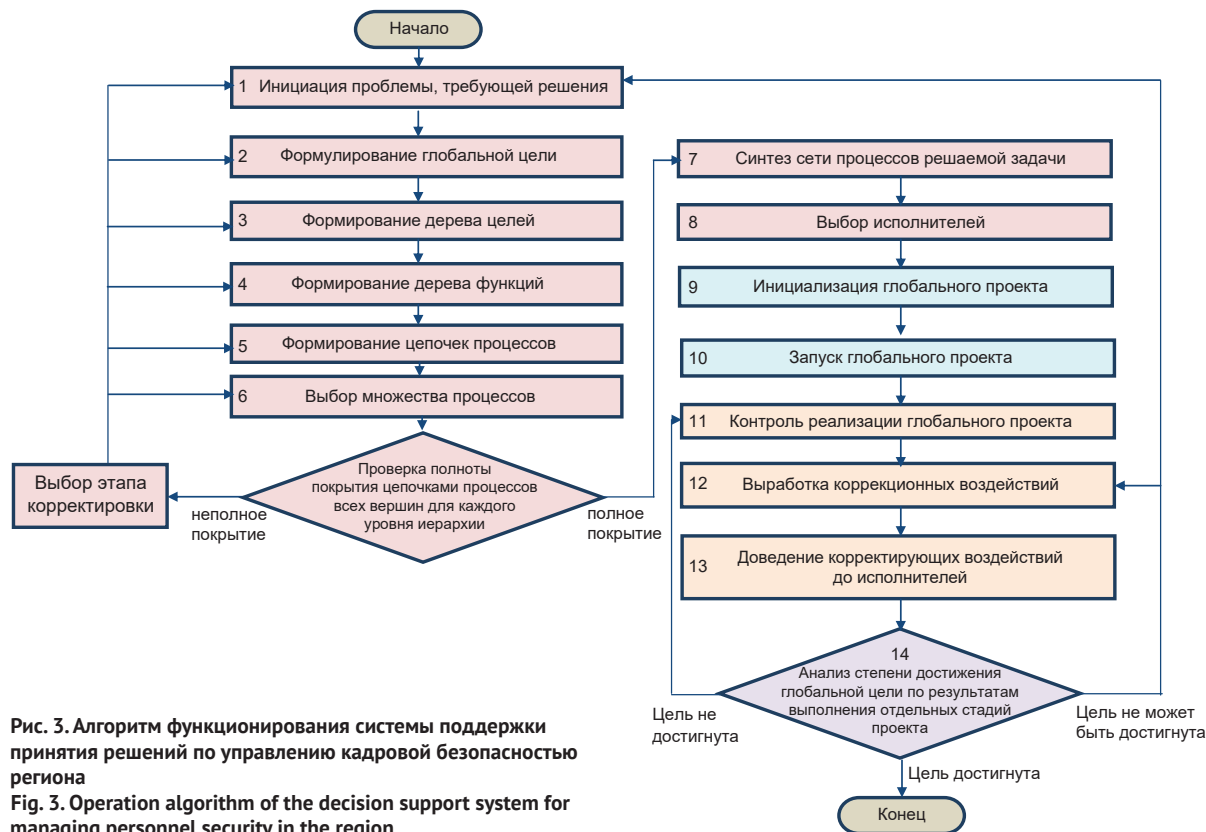 Начало
1 Инициация проблемы, требующей решения
2 Формулирование глобальной цели
3 Формирование дерева целей
4 Формирование дерева функций
5 Формирование цепочек процессов
6 Выбор множества процессов
Проверка полноты
покрытия цепочками процессов
всех вершин для каждого
уровня иерархии
Выбор этапа
корректировки
неполное
покрытие
полное
покрытие
7 Синтез сети процессов решаемой задачи
8 Выбор исполнителей
9 Инициализация глобального проекта
10 Запуск глобального проекта
11 Контроль реализации глобального проекта
12 Выработка коррекционных воздействий
13 Доведение корректирующих воздействий
до исполнителей
14
Анализ степени достижения
глобальной цели по результатам
выполнения отдельных стадий
проекта
Цель не
достигнута
Цель не может
быть достигнута
Цель достигнута
Конец
Рис. 3. Алгоритм функционирования системы поддержки
принятия решений по управлению кадровой безопасностью
региона
Fig. 3. Operation algorithm of the decision support system for
managing personnel security in the region